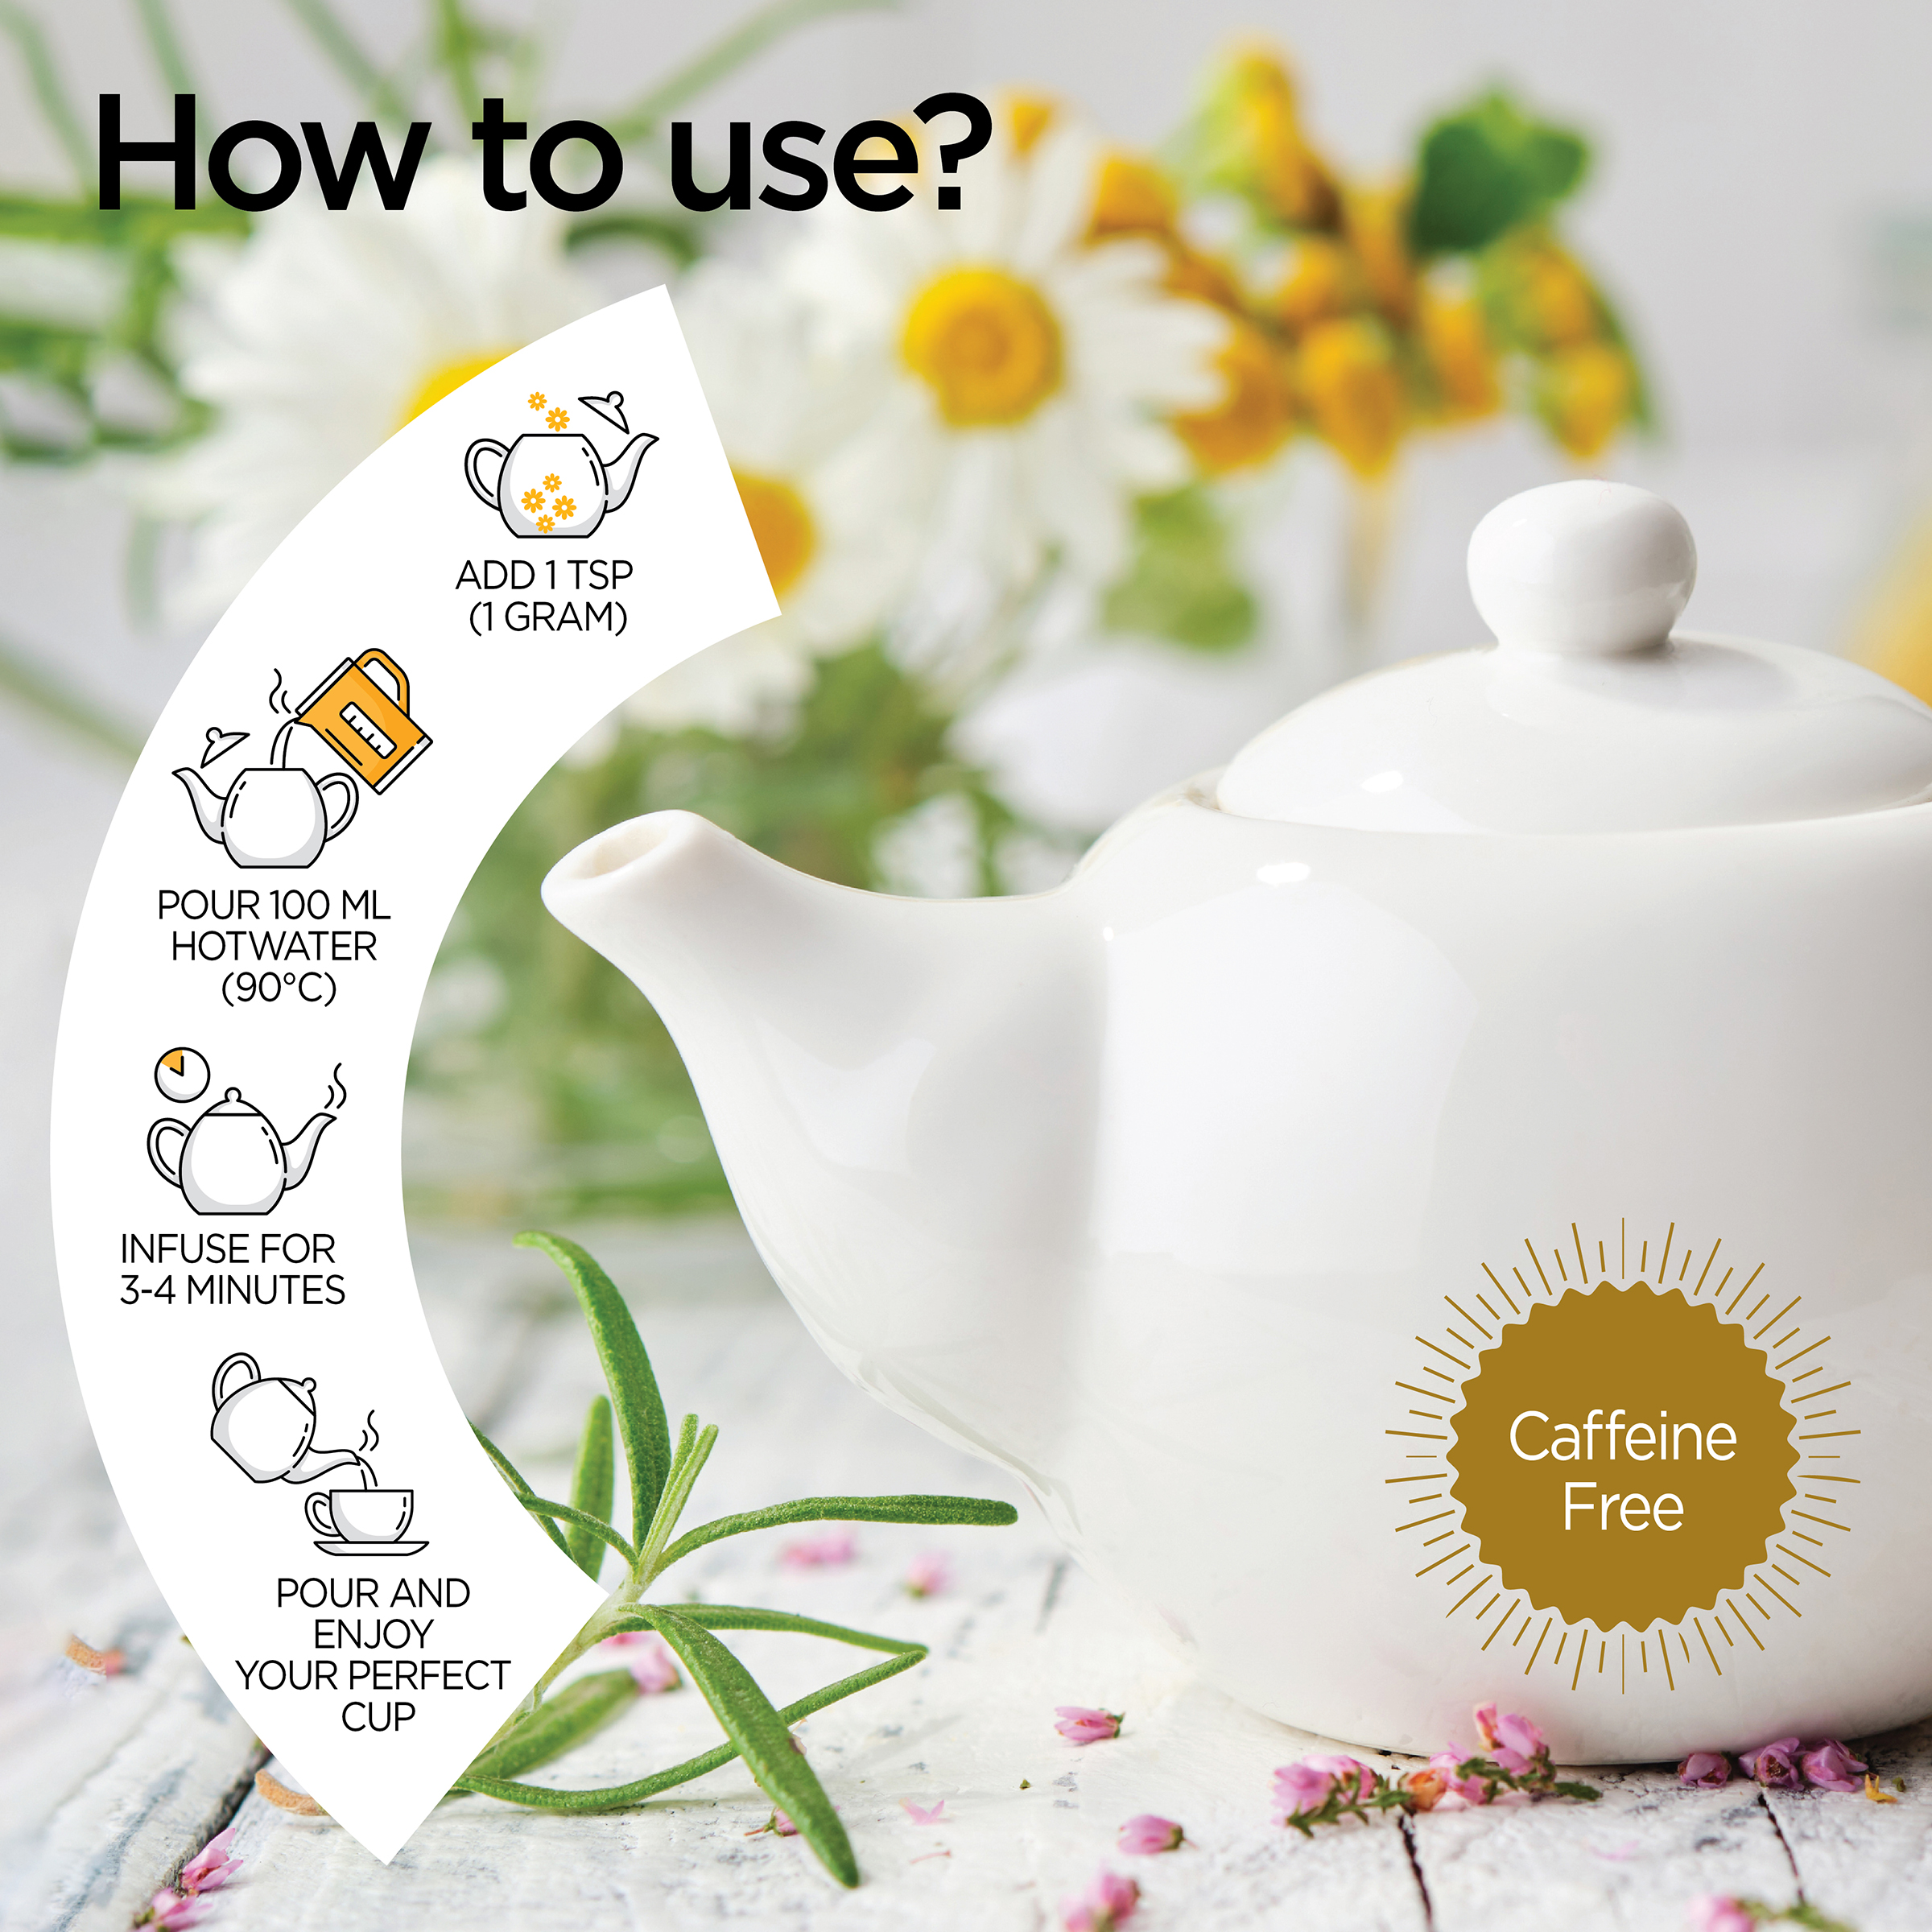 How to use?
ADD 1 TSP
(1 GRAM)
POUR 100 ML
HOTWATER
(90°C)
INFUSE FOR
3-4 MINUTES
POUR AND
ENJOY
YOUR PERFECT
CUP
Caffeine
Free